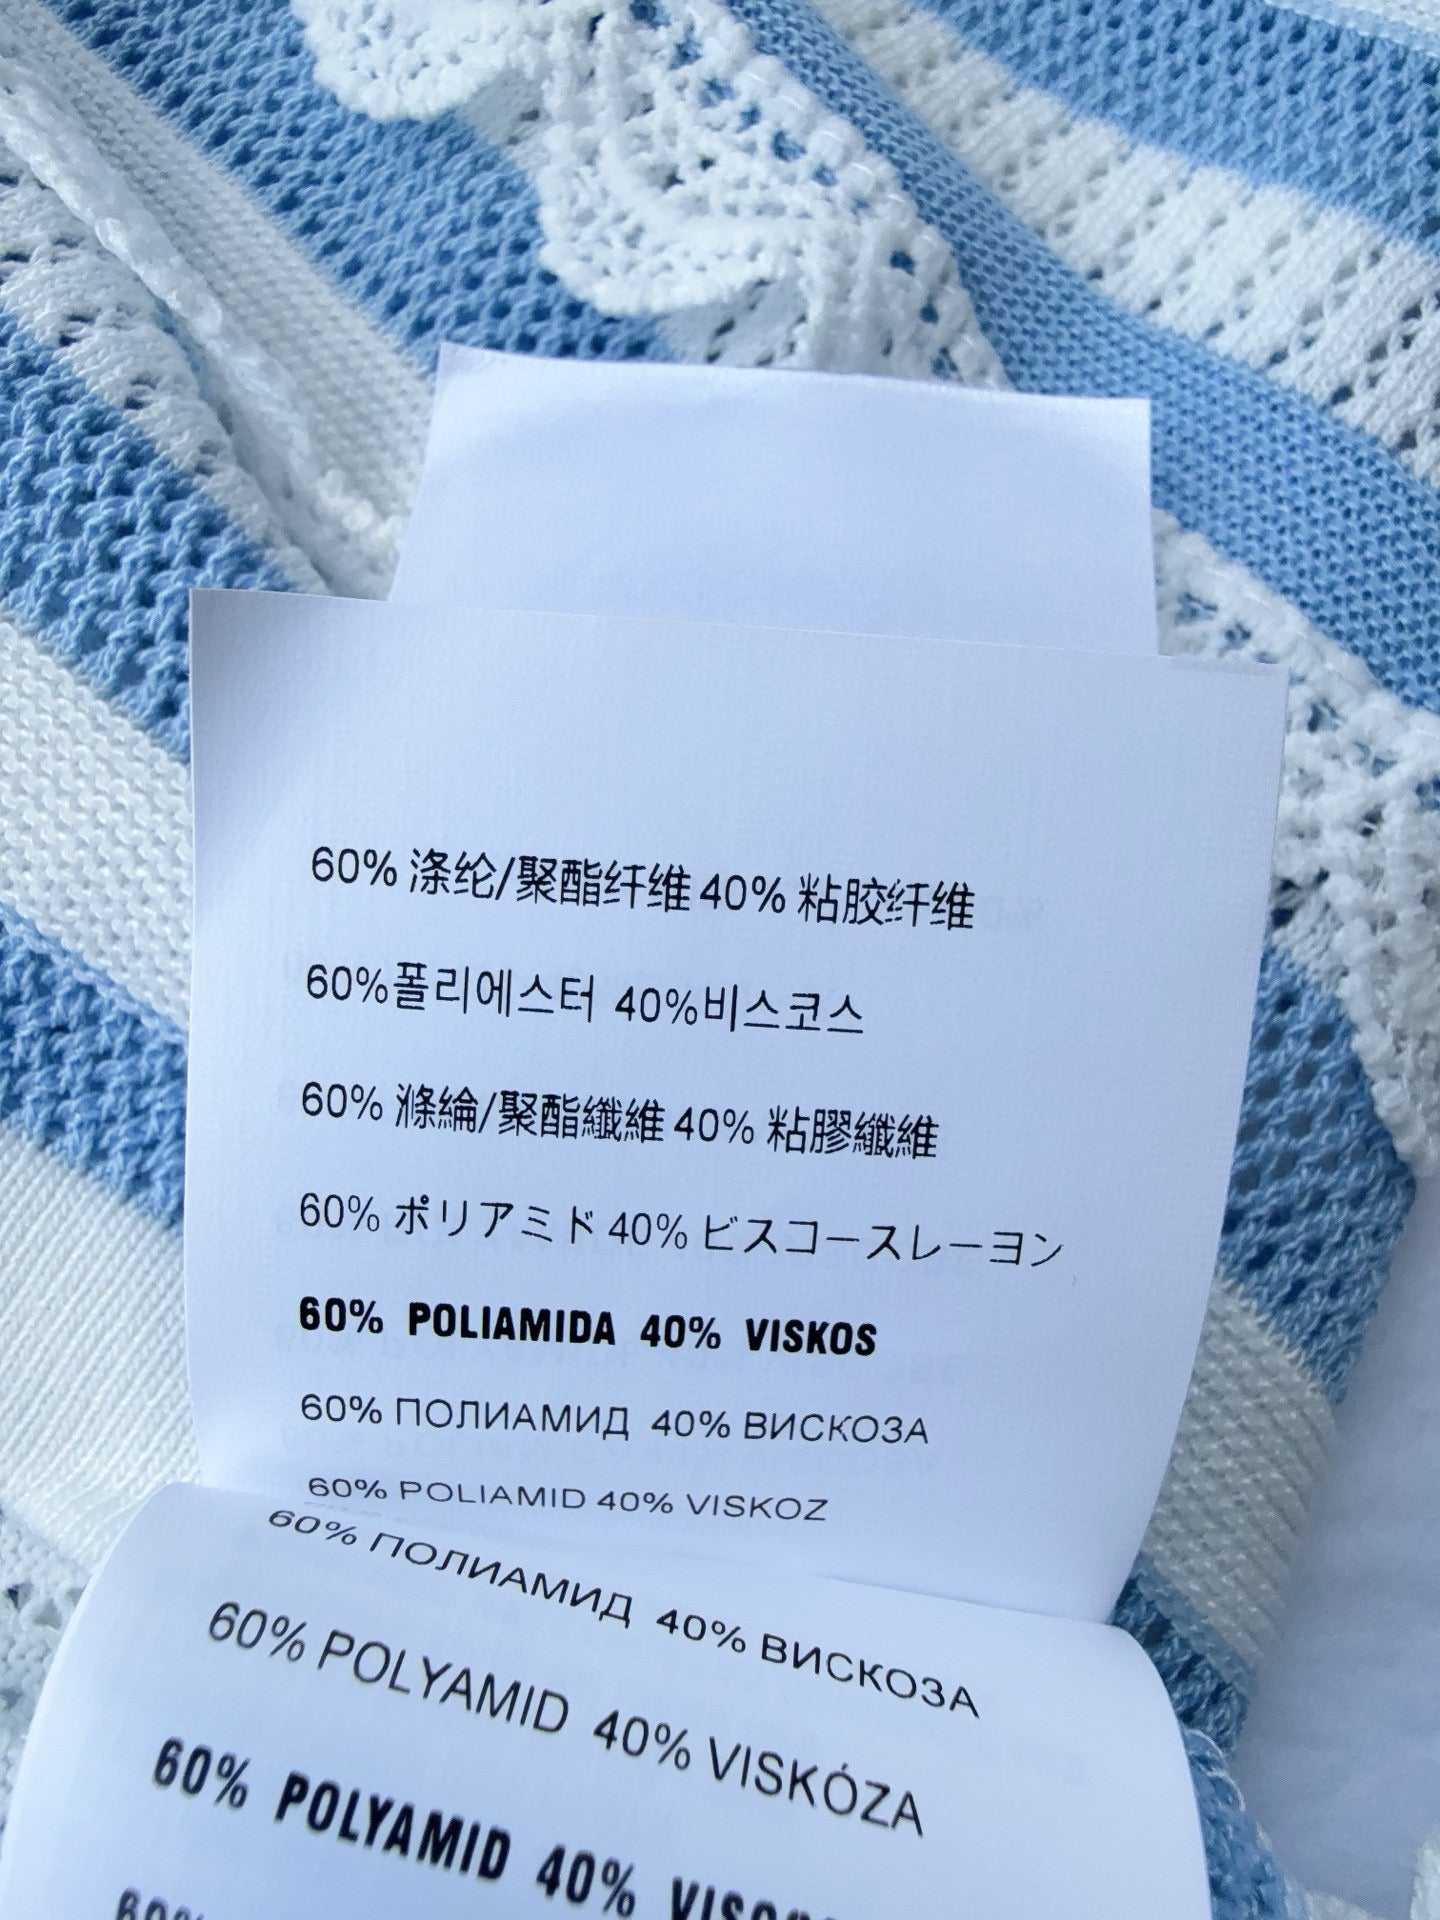 60% 涤纶/聚酯纤维 40% 粘胶纤维
60%폴리에스터 40%비스코스
60% 滌綸/聚酯纖維 40% 粘膠纖維
60% ポリアミド 40% ビスコースレーヨン
60% POLIAMIDA 40% VISKOS
60% ПОЛИАМИД 40% ВИСКОЗА
60% POLIAMID 40% VISKOZ
60% ПОЛИАМИД 40% ВИСКОЗА
60% POLYAMID 40% VISKÓZA
60% POLYAMID 40%
60%